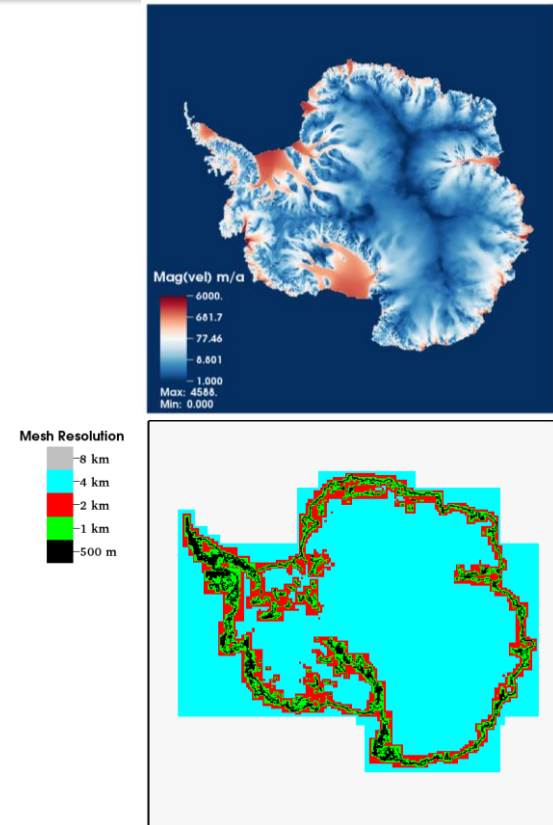 Mag(vel) m/a
6000.
681.7
77.46
8.801
1.000
Max: 4588.
Min: 0.000
Mesh Resolution
8 km
4 km
2 km
1 km
500 m